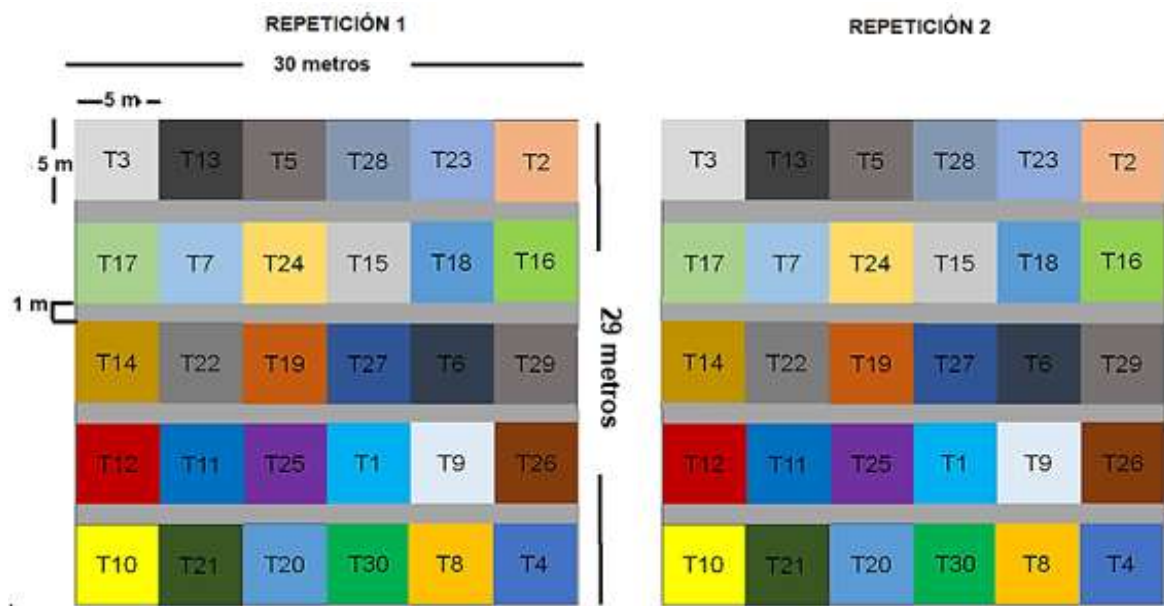 REPETICIÓN 1 REPETICIÓN 2
30 metros
5 m
5 m T3 T13 T5 T28 T23 T2 T3 T13 T5 T28 T23 T2
T17 T7 T24 T15 T18 T16 T17 T7 T24 T15 T18 T16
1 m
29 metros
T14 T22 T19 T27 T6 T29 T14 T22 T19 T27 T6 T29
T12 T11 T25 T1 T9 T26 T12 T11 T25 T1 T9 T26
T10 T21 T20 T30 T8 T4 T10 T21 T20 T30 T8 T4